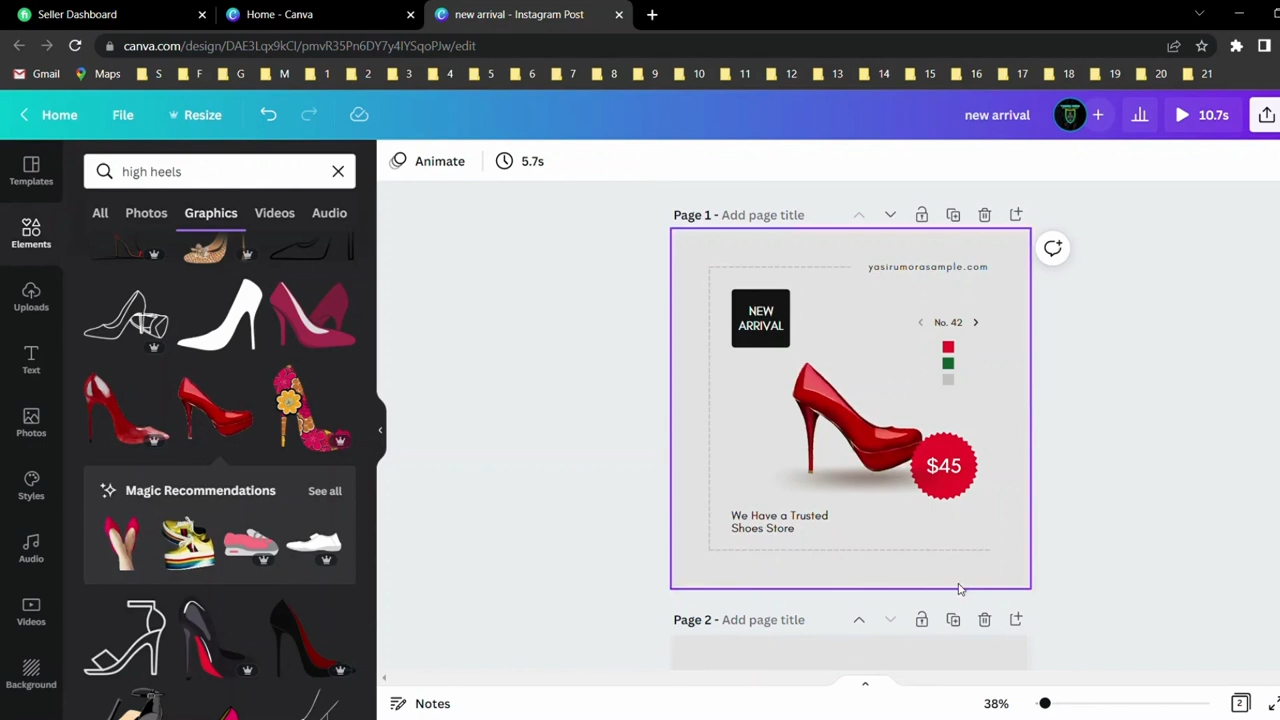 Seller Dashboard
Home - Canva
new arrival - Instagram Post
canva.com/design/DAE3Lqx9kCI/pmvR35Pn6DY7y4IYSqoPJw/edit
Gmail
Maps
S
F
G
M
1
2
3
4
5
6
7
8
9
10
11
12
13
14
15
16
17
18
19
20
21
Home
File
Resize
new arrival
10.7s
Templates
Elements
Uploads
Text
Photos
Styles
Audio
Videos
Background
high heels
All
Photos
Graphics
Videos
Audio
Magic Recommendations
See all
Animate
5.7s
Page 1 - Add page title
yasirumorasample.com
NEW
ARRIVAL
No. 42
$45
We Have a Trusted
Shoes Store
Page 2 - Add page title
Notes
38%
2